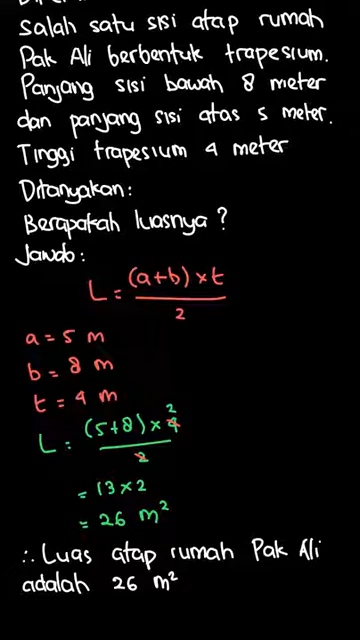 Salah satu sisi atap rumah
Pak Ali berbentuk trapesium.
Panjang sisi bawah 8 meter
dan panjang sisi atas 5 meter.
Tinggi trapesium 4 meter
Ditanyakan:
Berapakah luasnya?
Jawab:
L = (a+b) × t / 2
a = 5 m
b = 8 m
t = 4 m
L = (5+8) × 4 2 / 2
= 13 × 2
= 26 m²
∴ Luas atap rumah Pak Ali
adalah 26 m²